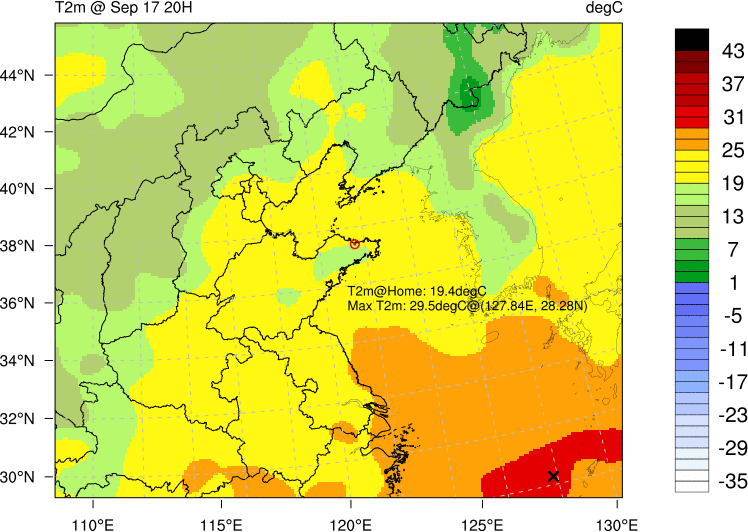 T2m @ Sep 17 20H
degC
44°N
42°N
40°N
38°N
36°N
34°N
32°N
30°N
T2m@Home: 19.4degC
Max T2m: 29.5degC@(127.84E, 28.28N)
110°E
115°E
120°E
125°E
130°E
43
37
31
25
19
13
7
1
-5
-11
-17
-23
-29
-35